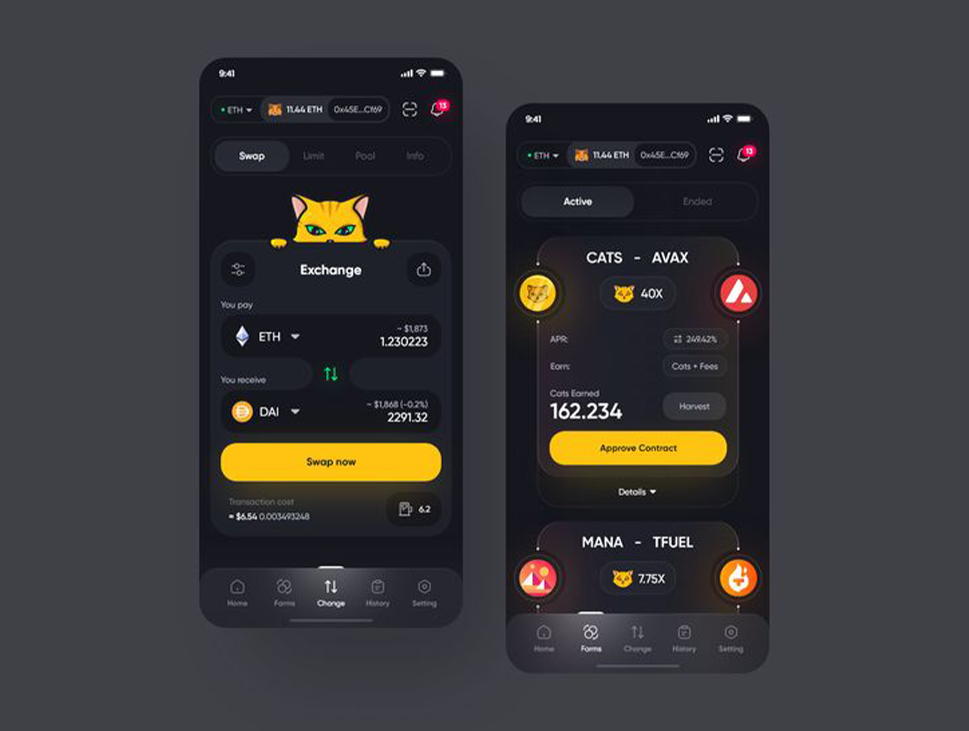 9:41
ETH 11.44 ETH 0x45E...Cf69 13
Swap Limit Pool Info
Exchange
You pay
~ $1,873
ETH 1.230223
You receive
~ $1,868 (-0.2%)
DAI 2291.32
Swap now
Transaction cost
≈ $6.54 0.003493248 6.2
Home Farms Change History Setting
9:41
ETH 11.44 ETH 0x45E...Cf69 13
Active Ended
CATS - AVAX
40X
APR: 249.42%
Earn: Cats + Fees
Cats Earned
162.234 Harvest
Approve Contract
Details
MANA - TFUEL
7.75X
Home Farms Change History Setting